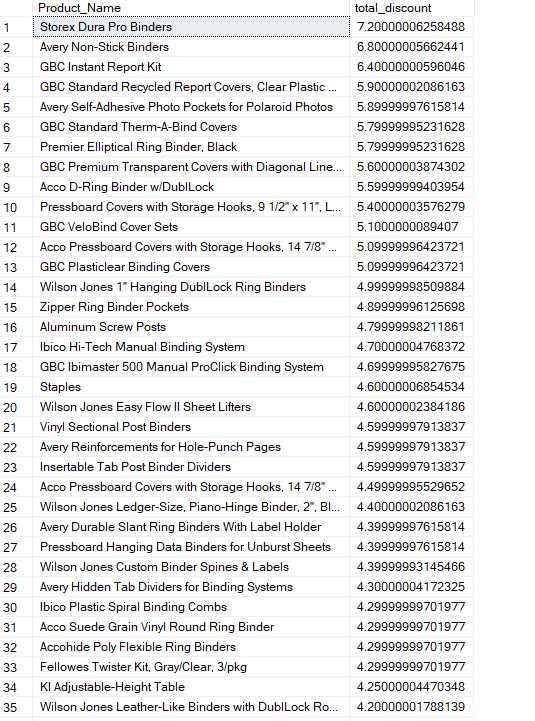 Product_Name total_discount
1 Storex Dura Pro Binders 7.20000006258488
2 Avery Non-Stick Binders 6.80000005662441
3 GBC Instant Report Kit 6.40000000596046
4 GBC Standard Recycled Report Covers, Clear Plastic ... 5.90000002086163
5 Avery Self-Adhesive Photo Pockets for Polaroid Photos 5.89999997615814
6 GBC Standard Therm-A-Bind Covers 5.79999995231628
7 Premier Elliptical Ring Binder, Black 5.79999995231628
8 GBC Premium Transparent Covers with Diagonal Line... 5.60000003874302
9 Acco D-Ring Binder w/DublLock 5.59999999403954
10 Pressboard Covers with Storage Hooks, 9 1/2" x 11", L... 5.40000003576279
11 GBC VeloBind Cover Sets 5.1000000089407
12 Acco Pressboard Covers with Storage Hooks, 14 7/8" ... 5.09999996423721
13 GBC Plasticlear Binding Covers 5.09999996423721
14 Wilson Jones 1" Hanging DublLock Ring Binders 4.99999998509884
15 Zipper Ring Binder Pockets 4.89999996125698
16 Aluminum Screw Posts 4.79999998211861
17 Ibico Hi-Tech Manual Binding System 4.70000004768372
18 GBC Ibimaster 500 Manual ProClick Binding System 4.69999995827675
19 Staples 4.60000006854534
20 Wilson Jones Easy Flow II Sheet Lifters 4.60000002384186
21 Vinyl Sectional Post Binders 4.59999997913837
22 Avery Reinforcements for Hole-Punch Pages 4.59999997913837
23 Insertable Tab Post Binder Dividers 4.59999997913837
24 Acco Pressboard Covers with Storage Hooks, 14 7/8" ... 4.49999995529652
25 Wilson Jones Ledger-Size, Piano-Hinge Binder, 2", Bl... 4.40000002086163
26 Avery Durable Slant Ring Binders With Label Holder 4.39999997615814
27 Pressboard Hanging Data Binders for Unburst Sheets 4.39999997615814
28 Wilson Jones Custom Binder Spines & Labels 4.39999993145466
29 Avery Hidden Tab Dividers for Binding Systems 4.30000004172325
30 Ibico Plastic Spiral Binding Combs 4.29999999701977
31 Acco Suede Grain Vinyl Round Ring Binder 4.29999999701977
32 Accohide Poly Flexible Ring Binders 4.29999999701977
33 Fellowes Twister Kit, Gray/Clear, 3/pkg 4.29999999701977
34 KI Adjustable-Height Table 4.25000004470348
35 Wilson Jones Leather-Like Binders with DublLock Ro... 4.20000001788139